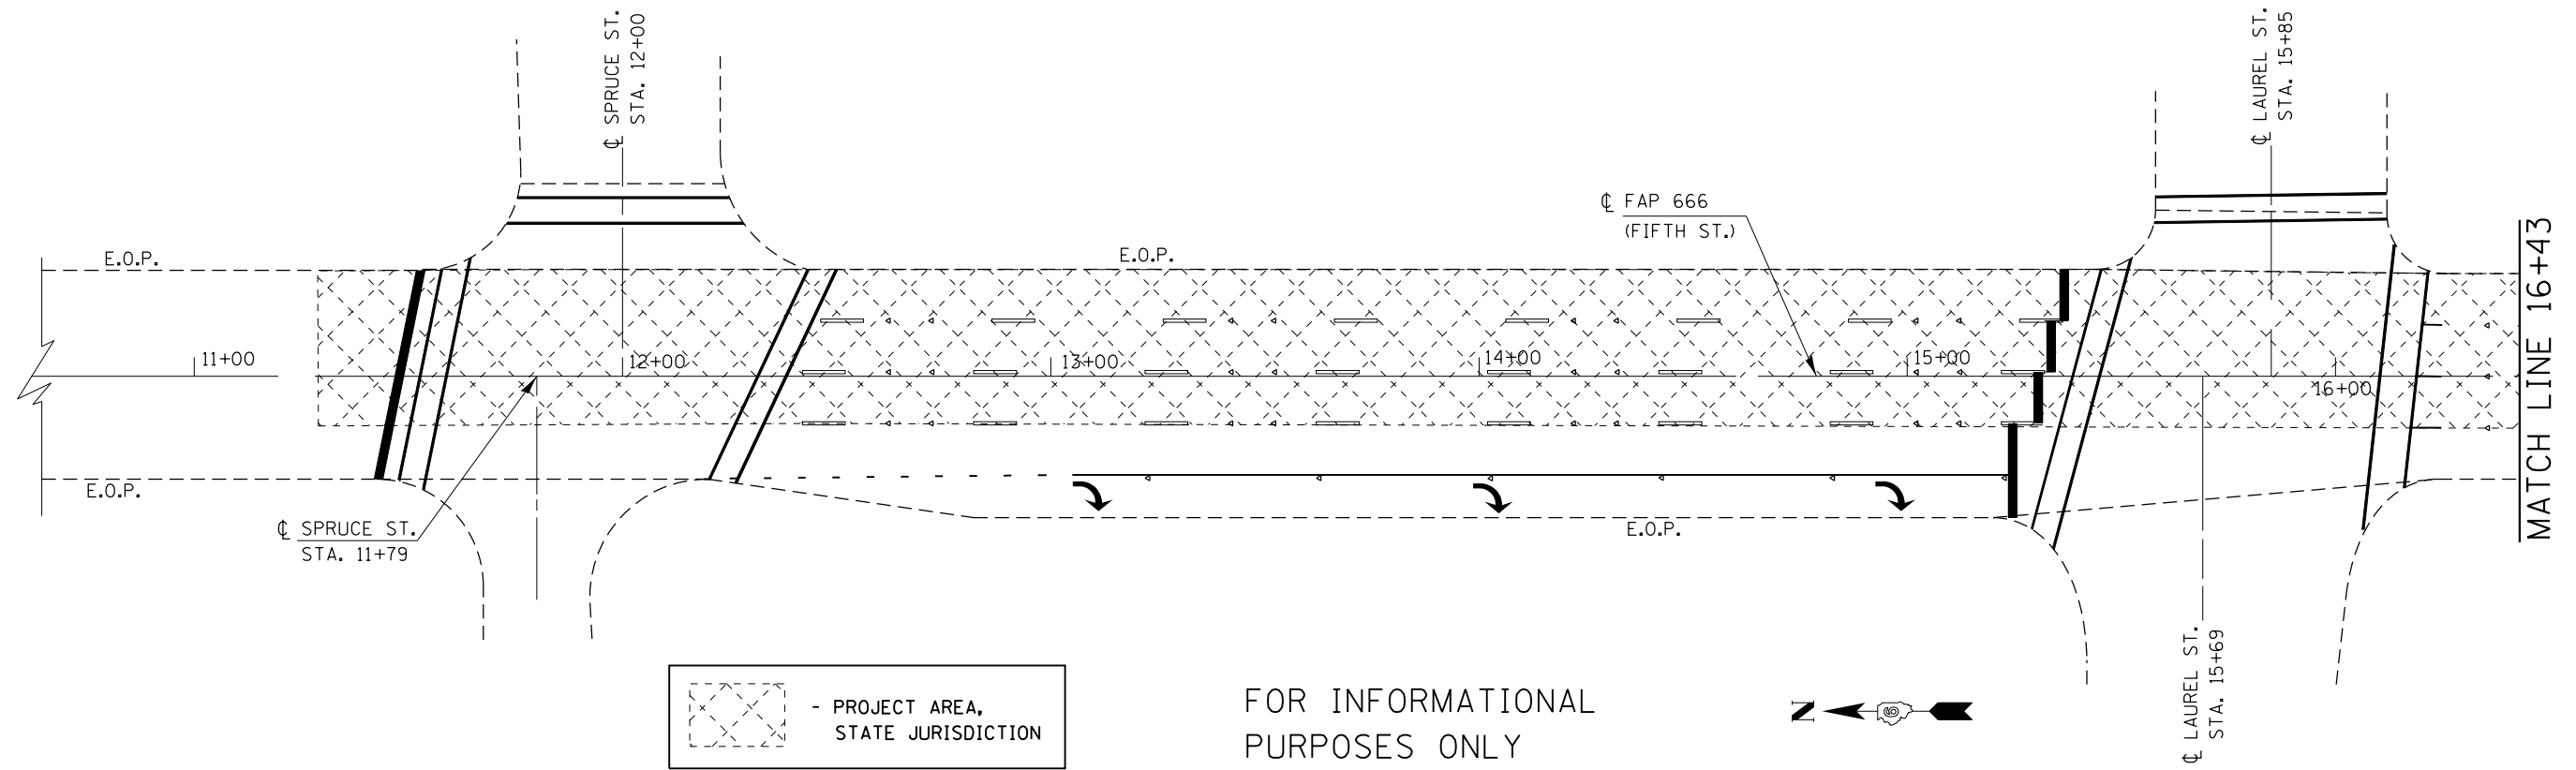 ℄ SPRUCE ST.
STA. 12+00
℄ LAUREL ST.
STA. 15+85
℄ FAP 666
(FIFTH ST.)
E.O.P.
E.O.P.
MATCH LINE 16+43
11+00
12+00
13+00
14+00
15+00
16+00
E.O.P.
E.O.P.
℄ SPRUCE ST.
STA. 11+79
℄ LAUREL ST.
STA. 15+69
- PROJECT AREA,
STATE JURISDICTION
FOR INFORMATIONAL
PURPOSES ONLY
N
6